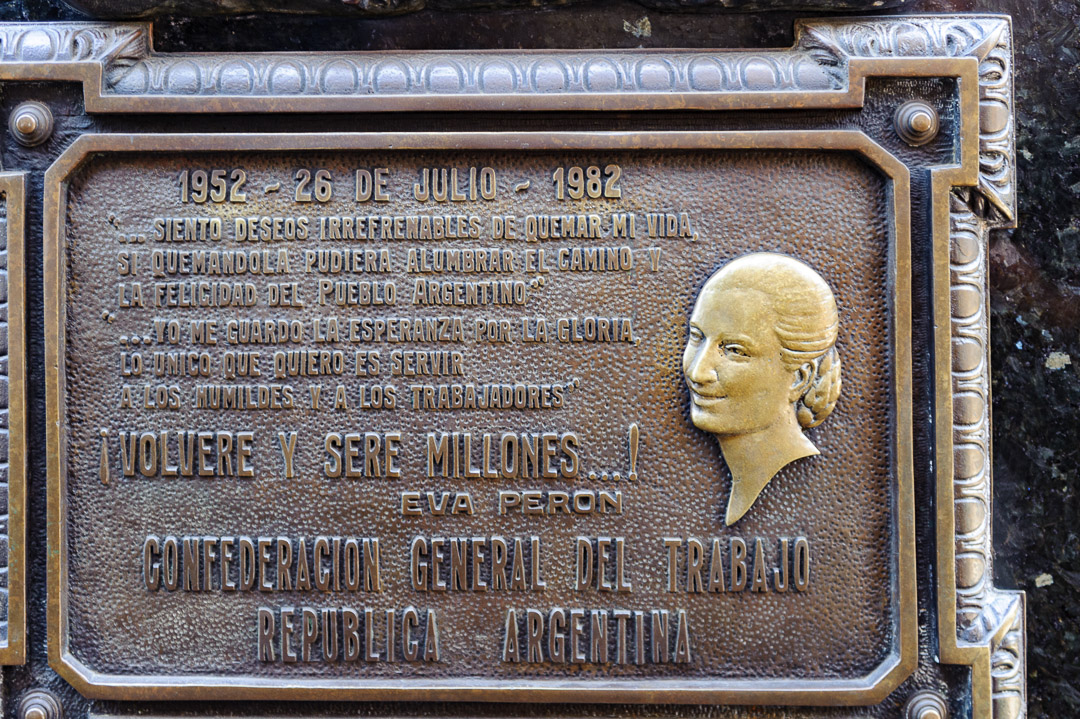 1952 - 26 DE JULIO - 1982
"...SIENTO DESEOS IRREFRENABLES DE QUEMAR MI VIDA,
SI QUEMANDOLA PUDIERA ALUMBRAR EL CAMINO Y
LA FELICIDAD DEL PUEBLO ARGENTINO"
"...YO ME GUARDO LA ESPERANZA POR LA GLORIA,
LO UNICO QUE QUIERO ES SERVIR
A LOS HUMILDES Y A LOS TRABAJADORES"
¡VOLVERE Y SERE MILLONES....!
EVA PERON
CONFEDERACION GENERAL DEL TRABAJO
REPUBLICA ARGENTINA